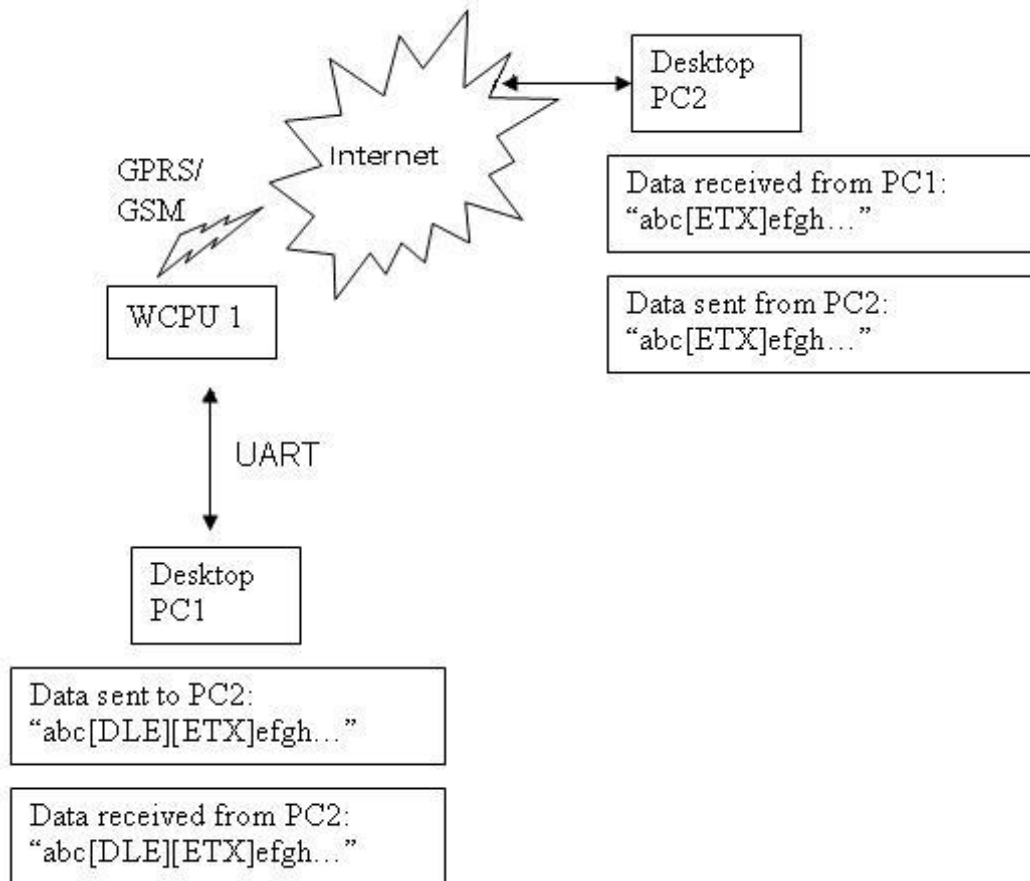 Desktop
PC2
Internet
GPRS/
GSM
Data received from PC1:
“abc[ETX]efgh...”
Data sent from PC2:
“abc[ETX]efgh...”
WCPU 1
UART
Desktop
PC1
Data sent to PC2:
“abc[DLE][ETX]efgh...”
Data received from PC2:
“abc[DLE][ETX]efgh...”